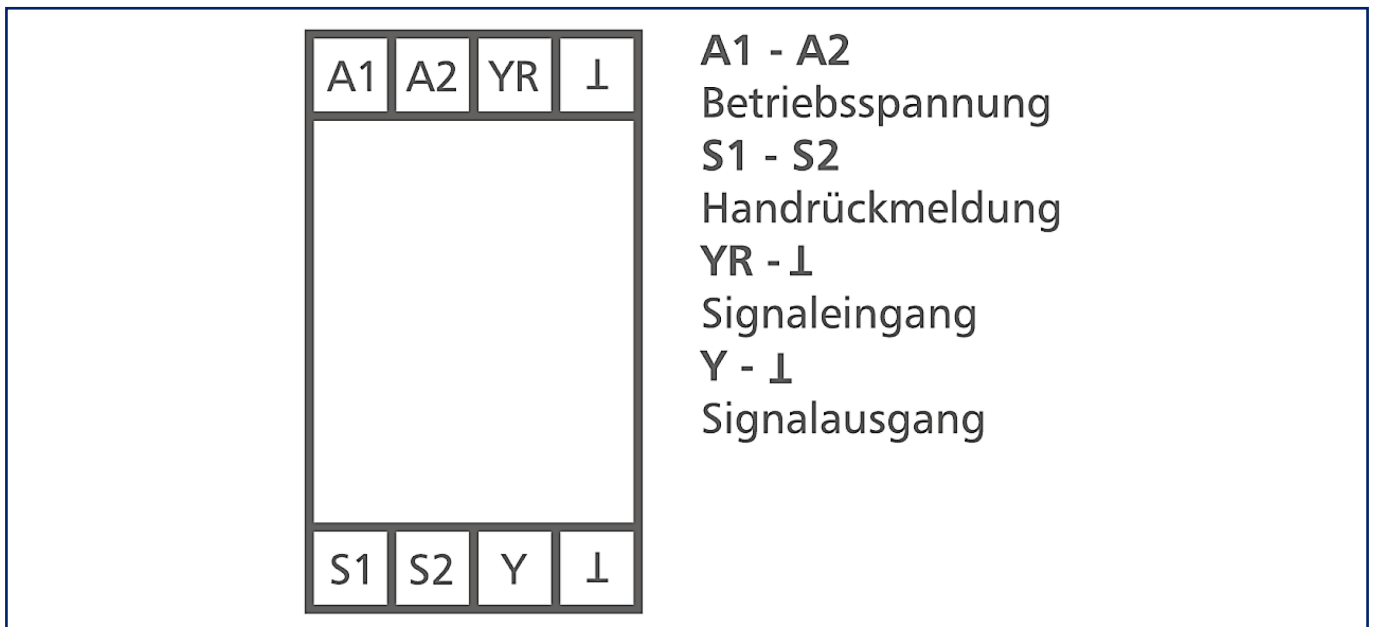 A1 A2 YR ⊥
A1 - A2
Betriebsspannung
S1 - S2
Handrückmeldung
YR - ⊥
Signaleingang
Y - ⊥
Signalausgang
S1 S2 Y ⊥